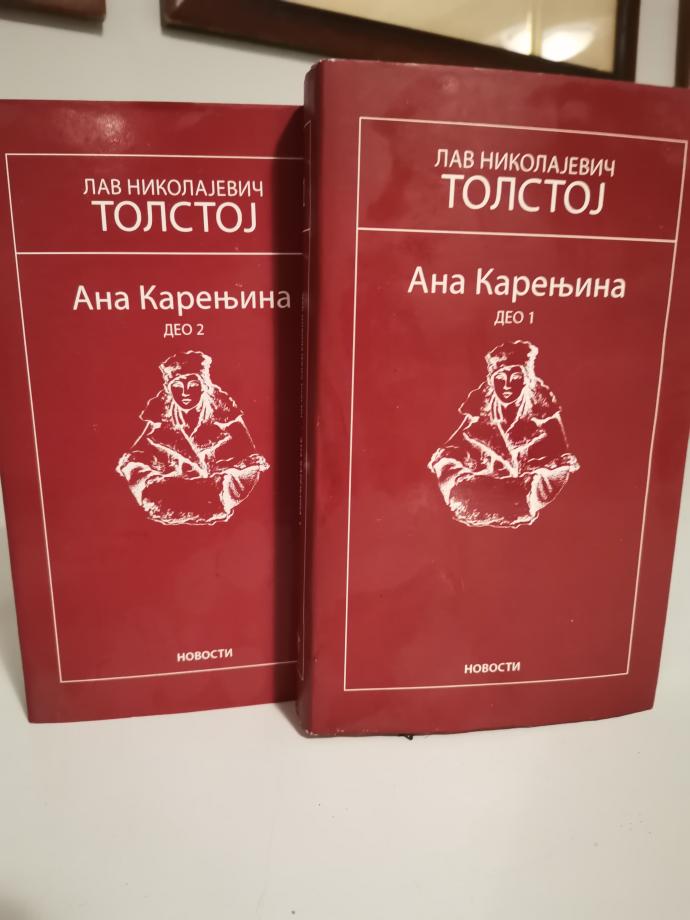 ЛАВ НИКОЛАЈЕВИЧ
ТОЛСТОЈ
Ана Карењина
ДЕО 2
НОВОСТИ
ЛАВ НИКОЛАЈЕВИЧ
ТОЛСТОЈ
Ана Карењина
ДЕО 1
НОВОСТИ